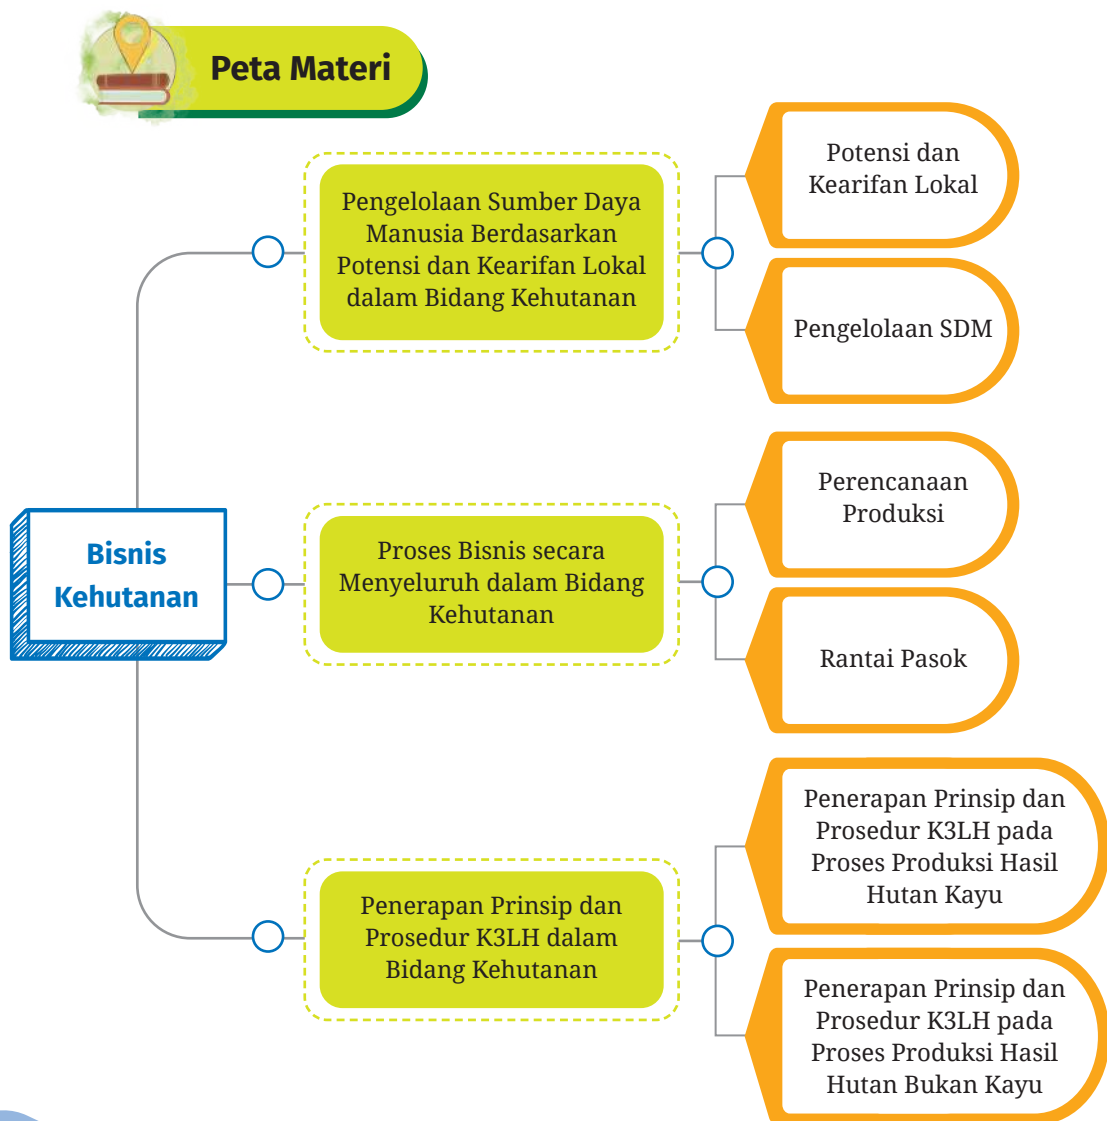 Peta Materi
Bisnis
Kehutanan
Pengelolaan Sumber Daya
Manusia Berdasarkan
Potensi dan Kearifan Lokal
dalam Bidang Kehutanan
Potensi dan
Kearifan Lokal
Pengelolaan SDM
Proses Bisnis secara
Menyeluruh dalam Bidang
Kehutanan
Perencanaan
Produksi
Rantai Pasok
Penerapan Prinsip dan
Prosedur K3LH dalam
Bidang Kehutanan
Penerapan Prinsip dan
Prosedur K3LH pada
Proses Produksi Hasil
Hutan Kayu
Penerapan Prinsip dan
Prosedur K3LH pada
Proses Produksi Hasil
Hutan Bukan Kayu